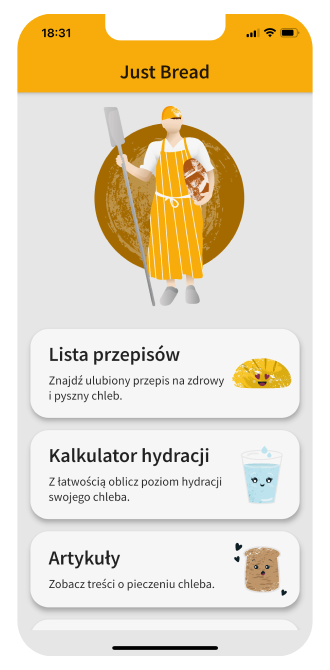 18:31
Just Bread
Lista przepisów
Znajdź ulubiony przepis na zdrowy
i pyszny chleb.
Kalkulator hydracji
Z łatwością oblicz poziom hydracji
swojego chleba.
Artykuły
Zobacz treści o pieczeniu chleba.